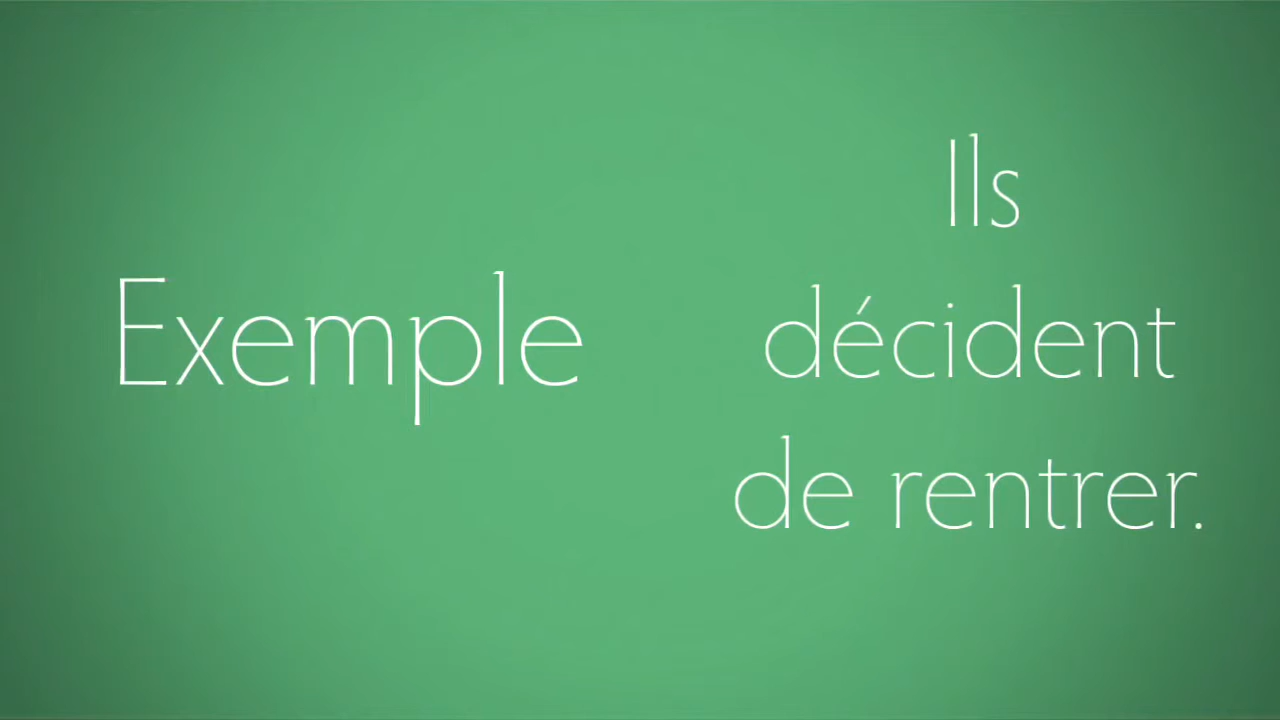 Exemple
Ils
décident
de rentrer.